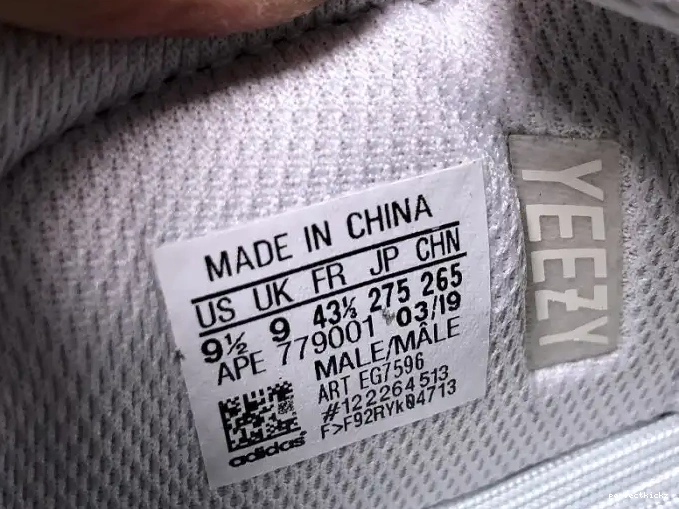 MADE IN CHINA
US UK FR JP CHN
9½ 9 43⅓ 275 265
APE 779001 03/19
MALE/MÂLE
ART EG7596
#122264513
F>F92RYk04713
adidas
YEEZY